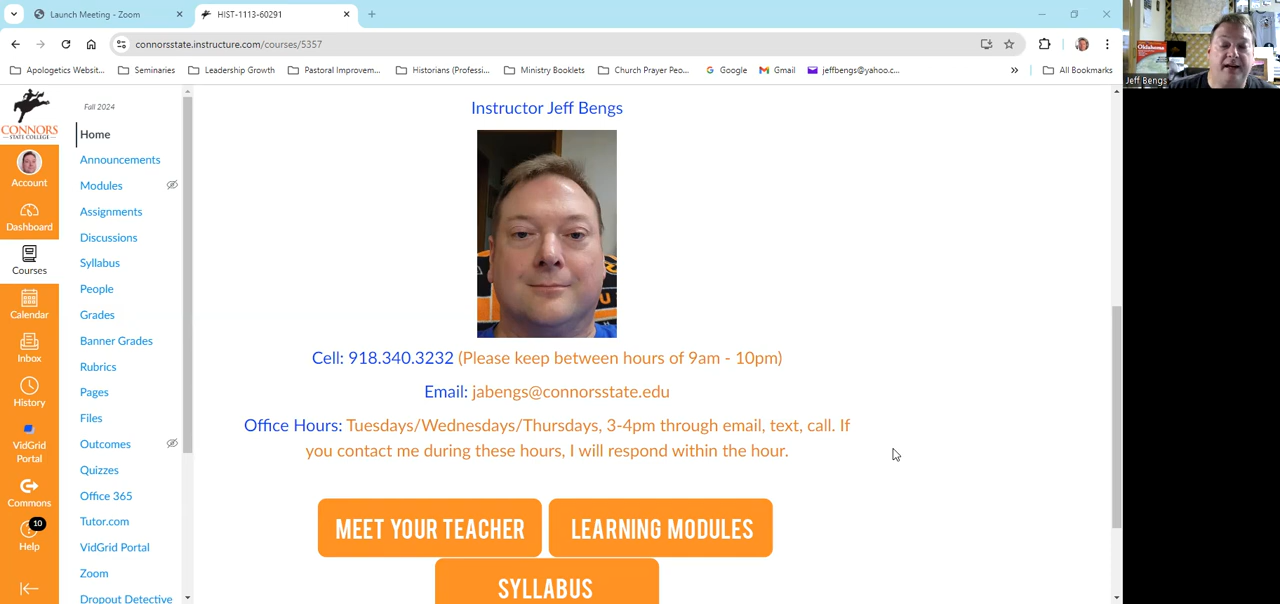 Launch Meeting - Zoom
HIST-1113-60291
connorsstate.instructure.com/courses/5357
Apologetics Websit...
Seminaries
Leadership Growth
Pastoral Improvem...
Historians (Professi...
Ministry Booklets
Church Prayer Peo...
Google
Gmail
jeffbengs@yahoo.c...
All Bookmarks
Oklahoma
Jeff Bengs
CONNORS
STATE COLLEGE
Account
Dashboard
Courses
Calendar
Inbox
History
VidGrid
Portal
Commons
10
Help
Fall 2024
Home
Announcements
Modules
Assignments
Discussions
Syllabus
People
Grades
Banner Grades
Rubrics
Pages
Files
Outcomes
Quizzes
Office 365
Tutor.com
VidGrid Portal
Zoom
Dropout Detective
Instructor Jeff Bengs
Cell: 918.340.3232 (Please keep between hours of 9am - 10pm)
Email: jabengs@connorsstate.edu
Office Hours: Tuesdays/Wednesdays/Thursdays, 3-4pm through email, text, call. If
you contact me during these hours, I will respond within the hour.
MEET YOUR TEACHER
LEARNING MODULES
SYLLABUS